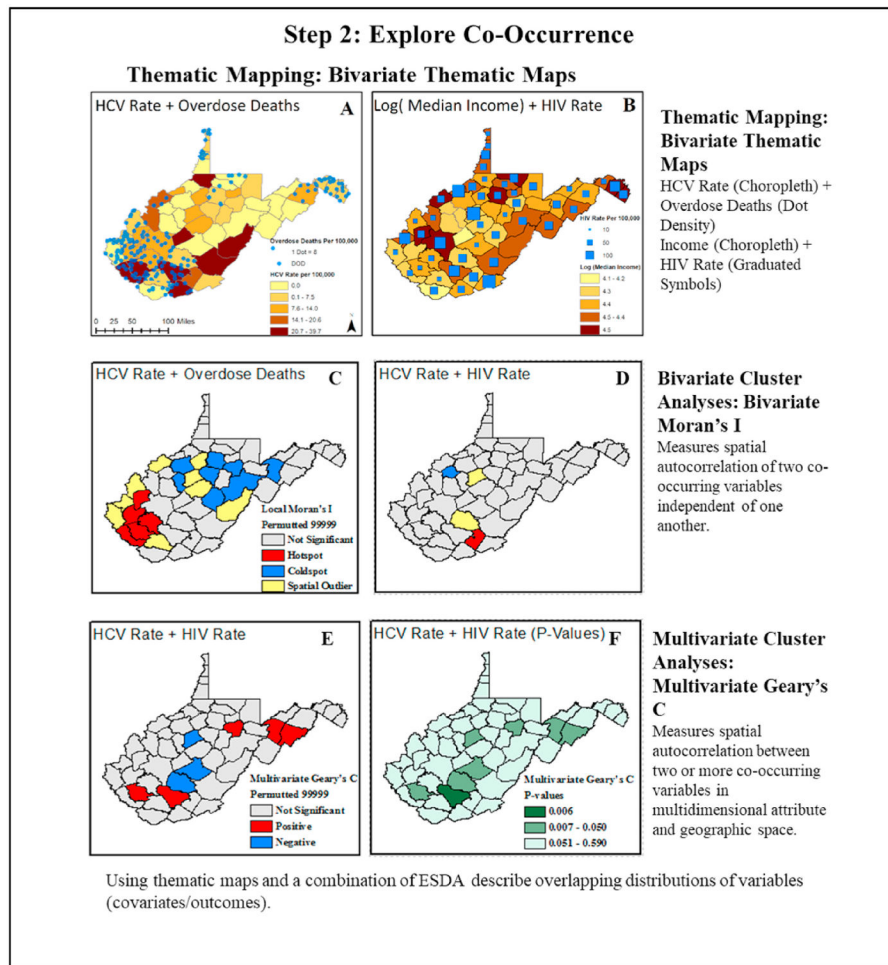 Step 2: Explore Co-Occurrence
Thematic Mapping: Bivariate Thematic Maps
HCV Rate + Overdose Deaths
A
Overdose Deaths Per 100,000
1 Dot = 8
DOD
HCV Rate per 100,000
0.0
0.1 - 7.5
7.6 - 14.0
14.1 - 20.6
20.7 - 39.7
0 25 50 100 Miles
N
Log( Median Income) + HIV Rate
B
HIV Rate Per 100,000
10
50
100
Log (Median Income)
4.1 - 4.2
4.3
4.4
4.5 - 4.4
4.5
Thematic Mapping:
Bivariate Thematic
Maps
HCV Rate (Choropleth) +
Overdose Deaths (Dot
Density)
Income (Choropleth) +
HIV Rate (Graduated
Symbols)
HCV Rate + Overdose Deaths
C
Local Moran's I
Permutted 99999
Not Significant
Hotspot
Coldspot
Spatial Outlier
HCV Rate + HIV Rate
D
Bivariate Cluster
Analyses: Bivariate
Moran's I
Measures spatial
autocorrelation of two co-
occurring variables
independent of one
another.
HCV Rate + HIV Rate
E
Multivariate Geary's C
Permutted 99999
Not Significant
Positive
Negative
HCV Rate + HIV Rate (P-Values)
F
Multivariate Geary's C
P-values
0.006
0.007 - 0.050
0.051 - 0.590
Multivariate Cluster
Analyses:
Multivariate Geary's
C
Measures spatial
autocorrelation between
two or more co-occurring
variables in
multidimensional attribute
and geographic space.
Using thematic maps and a combination of ESDA describe overlapping distributions of variables
(covariates/outcomes).